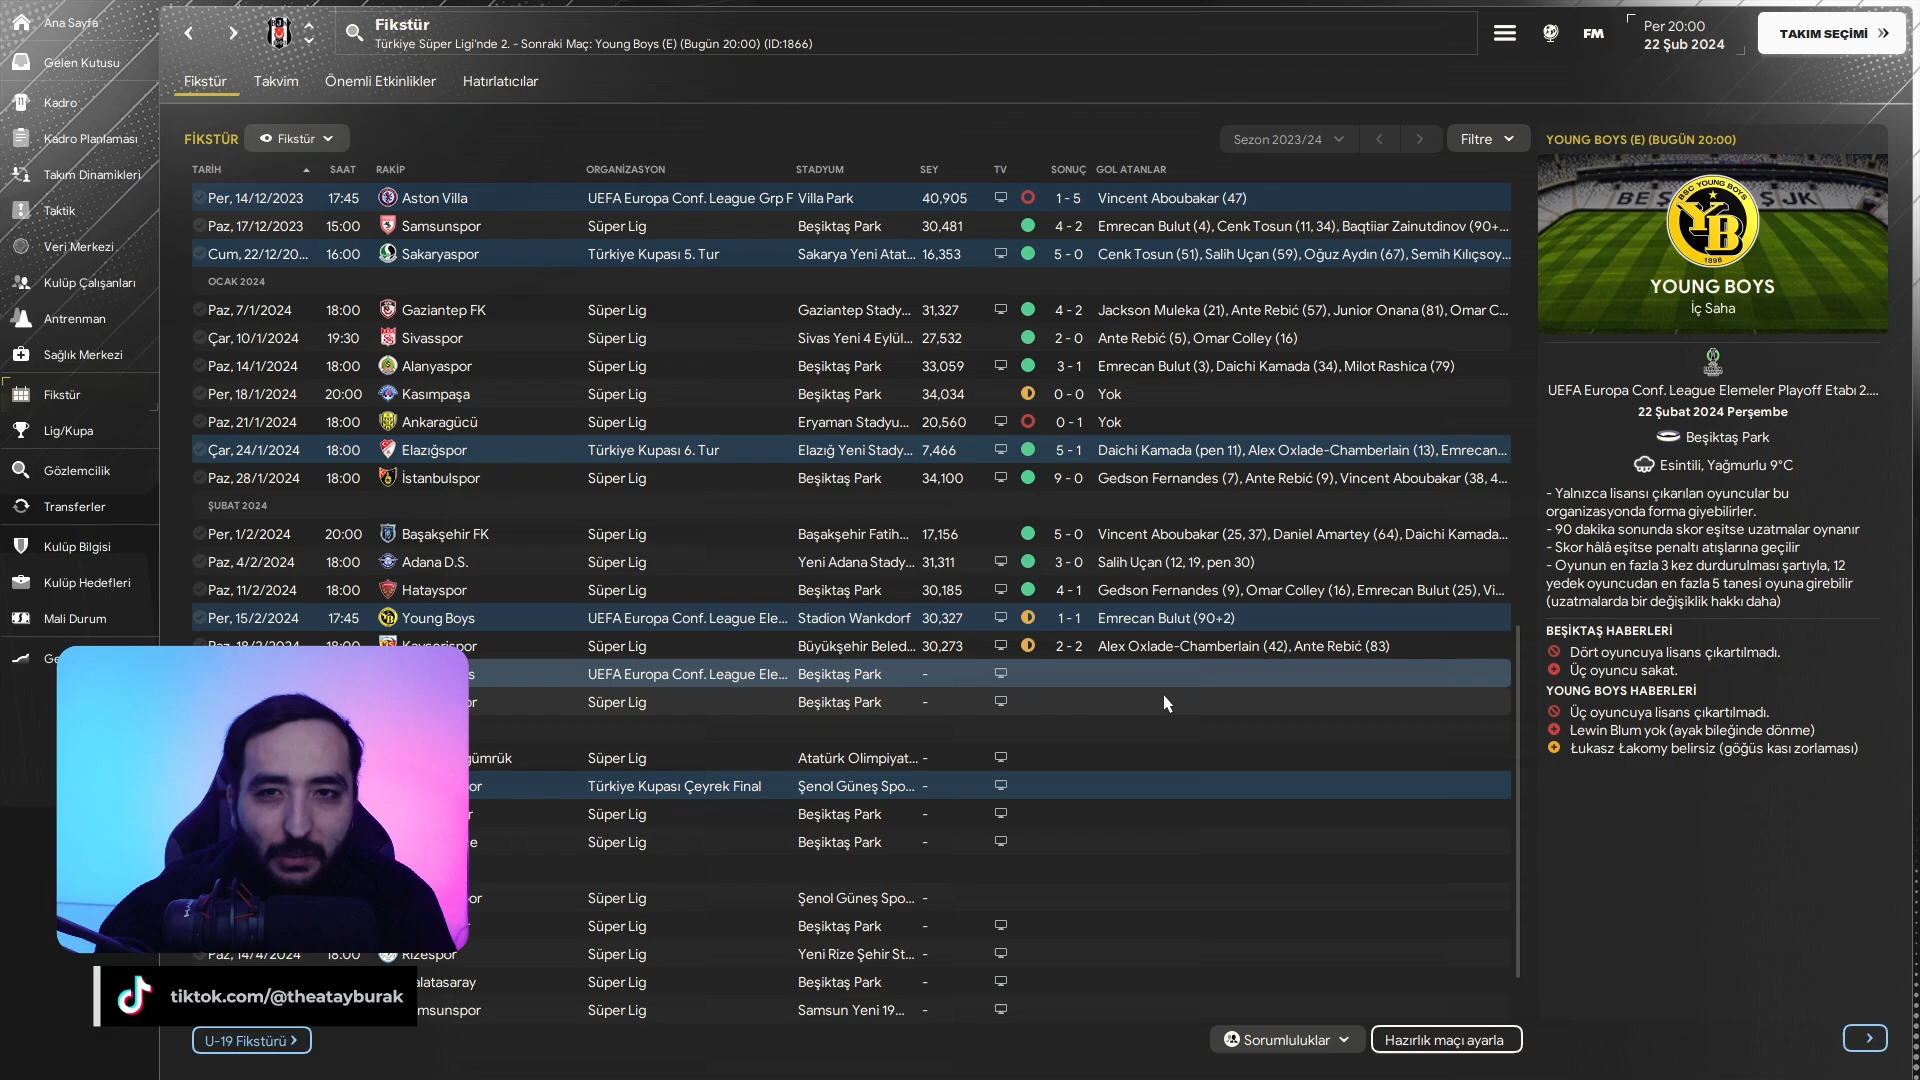 Ana Sayfa
Gelen Kutusu
Kadro
Kadro Planlaması
Takım Dinamikleri
Taktik
Veri Merkezi
Kulüp Çalışanları
Antrenman
Sağlık Merkezi
Fikstür
Lig/Kupa
Gözlemcilik
Transferler
Kulüp Bilgisi
Kulüp Hedefleri
Mali Durum
Fikstür
Türkiye Süper Ligi'nde 2. - Sonraki Maç: Young Boys (E) (Bugün 20:00) (ID:1866)
FM
Per 20:00
22 Şub 2024
TAKIM SEÇİMİ
Fikstür Takvim Önemli Etkinlikler Hatırlatıcılar
FİKSTÜR Fikstür Sezon 2023/24 Filtre
TARİH SAAT RAKİP ORGANİZASYON STADYUM SEY TV SONUÇ GOL ATANLAR
Per, 14/12/2023 17:45 Aston Villa UEFA Europa Conf. League Grp F Villa Park 40,905 1 - 5 Vincent Aboubakar (47)
Paz, 17/12/2023 15:00 Samsunspor Süper Lig Beşiktaş Park 30,481 4 - 2 Emrecan Bulut (4), Cenk Tosun (11, 34), Baqtiiar Zainutdinov (90+...
Cum, 22/12/20... 16:00 Sakaryaspor Türkiye Kupası 5. Tur Sakarya Yeni Atat... 16,353 5 - 0 Cenk Tosun (51), Salih Uçan (59), Oğuz Aydın (67), Semih Kılıçsoy...
OCAK 2024
Paz, 7/1/2024 18:00 Gaziantep FK Süper Lig Gaziantep Stady... 31,327 4 - 2 Jackson Muleka (21), Ante Rebić (57), Junior Onana (81), Omar C...
Çar, 10/1/2024 19:30 Sivasspor Süper Lig Sivas Yeni 4 Eylül... 27,532 2 - 0 Ante Rebić (5), Omar Colley (16)
Paz, 14/1/2024 18:00 Alanyaspor Süper Lig Beşiktaş Park 33,059 3 - 1 Emrecan Bulut (3), Daichi Kamada (34), Milot Rashica (79)
Per, 18/1/2024 20:00 Kasımpaşa Süper Lig Beşiktaş Park 34,034 0 - 0 Yok
Paz, 21/1/2024 18:00 Ankaragücü Süper Lig Eryaman Stadyu... 20,560 0 - 1 Yok
Çar, 24/1/2024 18:00 Elazığspor Türkiye Kupası 6. Tur Elazığ Yeni Stady... 7,466 5 - 1 Daichi Kamada (pen 11), Alex Oxlade-Chamberlain (13), Emrecan...
Paz, 28/1/2024 18:00 İstanbulspor Süper Lig Beşiktaş Park 34,100 9 - 0 Gedson Fernandes (7), Ante Rebić (9), Vincent Aboubakar (38, 4...
ŞUBAT 2024
Per, 1/2/2024 20:00 Başakşehir FK Süper Lig Başakşehir Fatih... 17,156 5 - 0 Vincent Aboubakar (25, 37), Daniel Amartey (64), Daichi Kamada...
Paz, 4/2/2024 18:00 Adana D.S. Süper Lig Yeni Adana Stady... 31,311 3 - 0 Salih Uçan (12, 19, pen 30)
Paz, 11/2/2024 18:00 Hatayspor Süper Lig Beşiktaş Park 30,185 4 - 1 Gedson Fernandes (9), Omar Colley (16), Emrecan Bulut (25), Vi...
Per, 15/2/2024 17:45 Young Boys UEFA Europa Conf. League Ele... Stadion Wankdorf 30,327 1 - 1 Emrecan Bulut (90+2)
Paz, 18/2/2024 18:00 Kayserispor Süper Lig Büyükşehir Beled... 30,273 2 - 2 Alex Oxlade-Chamberlain (42), Ante Rebić (83)
s UEFA Europa Conf. League Ele... Beşiktaş Park -
or Süper Lig Beşiktaş Park -
gümrük Süper Lig Atatürk Olimpiyat... -
or Türkiye Kupası Çeyrek Final Şenol Güneş Spo... -
r Süper Lig Beşiktaş Park -
e Süper Lig Beşiktaş Park -
or Süper Lig Şenol Güneş Spo... -
Süper Lig Beşiktaş Park -
Paz, 14/4/2024 18:00 Rizespor Süper Lig Yeni Rize Şehir St... -
alatasaray Süper Lig Beşiktaş Park -
msunspor Süper Lig Samsun Yeni 19... -
tiktok.com/@theatayburak
U-19 Fikstürü
Sorumluluklar
Hazırlık maçı ayarla
YOUNG BOYS (E) (BUGÜN 20:00)
BSC YOUNG BOYS
YB
1898
YOUNG BOYS
İç Saha
UEFA Europa Conf. League Elemeler Playoff Etabı 2....
22 Şubat 2024 Perşembe
Beşiktaş Park
Esintili, Yağmurlu 9°C
- Yalnızca lisansı çıkarılan oyuncular bu
organizasyonda forma giyebilirler.
- 90 dakika sonunda skor eşitse uzatmalar oynanır
- Skor hâlâ eşitse penaltı atışlarına geçilir
- Oyunun en fazla 3 kez durdurulması şartıyla, 12
yedek oyuncudan en fazla 5 tanesi oyuna girebilir
(uzatmalarda bir değişiklik hakkı daha)
BEŞİKTAŞ HABERLERİ
Dört oyuncuya lisans çıkartılmadı.
Üç oyuncu sakat.
YOUNG BOYS HABERLERİ
Üç oyuncuya lisans çıkartılmadı.
Lewin Blum yok (ayak bileğinde dönme)
Łukasz Łakomy belirsiz (göğüs kası zorlaması)